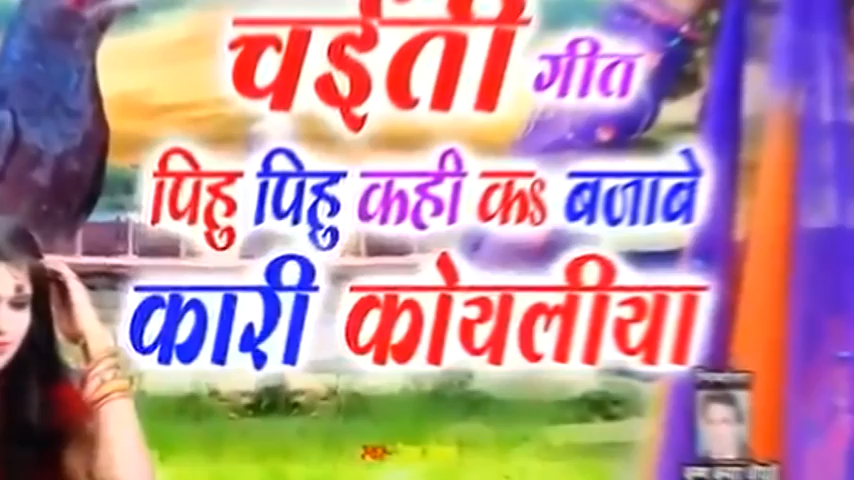 चईती गीत
पिहु पिहु कही कऽ बजावे
कारी कोयलीया